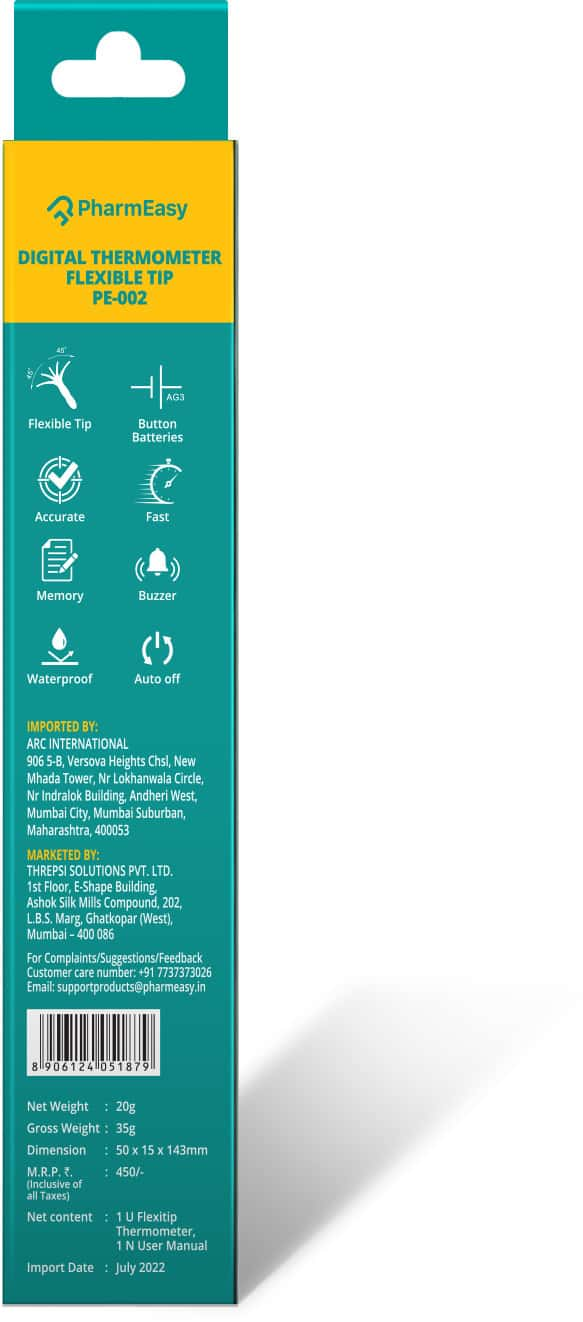 PharmEasy
DIGITAL THERMOMETER
FLEXIBLE TIP
PE-002
45°
45°
Flexible Tip
AG3
Button
Batteries
Accurate
Fast
Memory
Buzzer
Waterproof
Auto off
IMPORTED BY:
ARC INTERNATIONAL
906 5-B, Versova Heights Chsl, New
Mhada Tower, Nr Lokhanwala Circle,
Nr Indralok Building, Andheri West,
Mumbai City, Mumbai Suburban,
Maharashtra, 400053
MARKETED BY:
THREPSI SOLUTIONS PVT. LTD.
1st Floor, E-Shape Building,
Ashok Silk Mills Compound, 202,
L.B.S. Marg, Ghatkopar (West),
Mumbai – 400 086
For Complaints/Suggestions/Feedback
Customer care number: +91 7737373026
Email: supportproducts@pharmeasy.in
8 906124 051879
Net Weight : 20g
Gross Weight : 35g
Dimension : 50 x 15 x 143mm
M.R.P. ₹. : 450/-
(Inclusive of
all Taxes)
Net content : 1 U Flexitip
Thermometer,
1 N User Manual
Import Date : July 2022